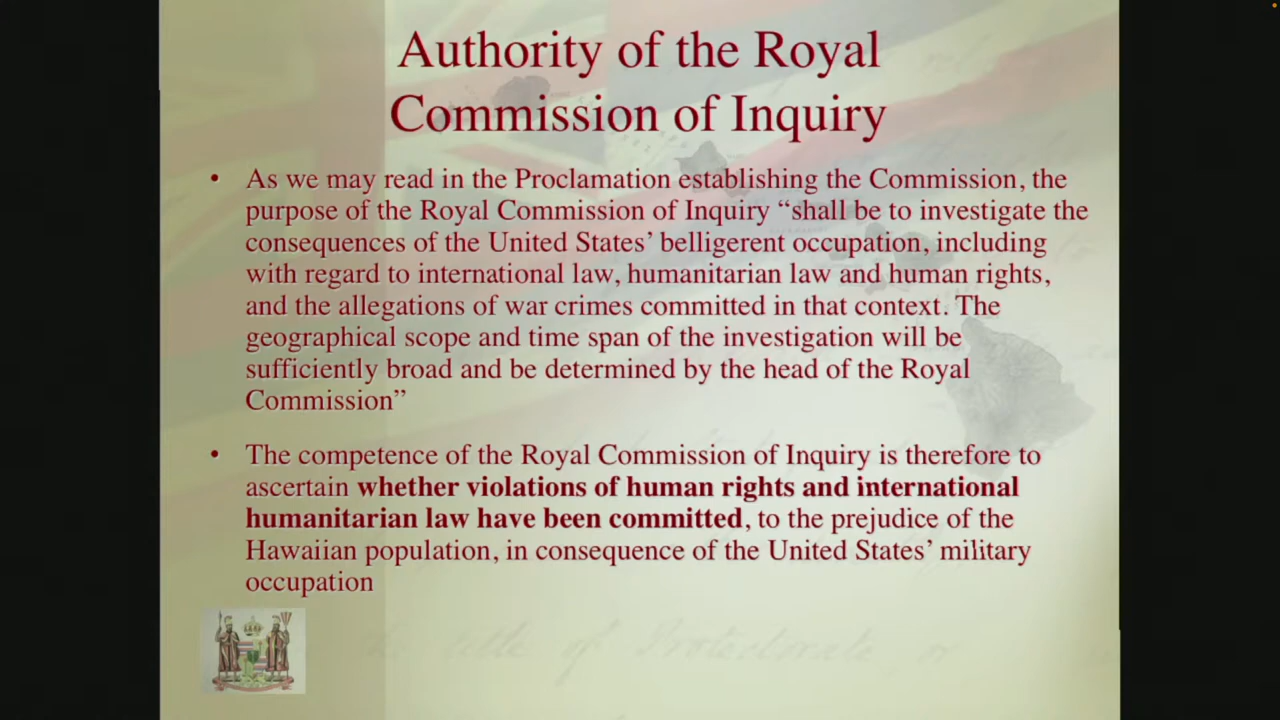 Authority of the Royal
Commission of Inquiry
• As we may read in the Proclamation establishing the Commission, the
purpose of the Royal Commission of Inquiry “shall be to investigate the
consequences of the United States’ belligerent occupation, including
with regard to international law, humanitarian law and human rights,
and the allegations of war crimes committed in that context. The
geographical scope and time span of the investigation will be
sufficiently broad and be determined by the head of the Royal
Commission”
• The competence of the Royal Commission of Inquiry is therefore to
ascertain whether violations of human rights and international
humanitarian law have been committed, to the prejudice of the
Hawaiian population, in consequence of the United States’ military
occupation
title of Protectorate, or